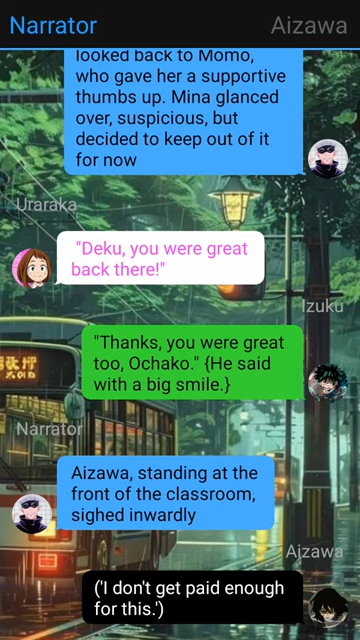 Narrator
Aizawa
looked back to Momo,
who gave her a supportive
thumbs up. Mina glanced
over, suspicious, but
decided to keep out of it
for now
Uraraka
"Deku, you were great
back there!"
Izuku
"Thanks, you were great
too, Ochako." {He said
with a big smile.}
Narrator
Aizawa, standing at the
front of the classroom,
sighed inwardly
Aizawa
('I don't get paid enough
for this.')